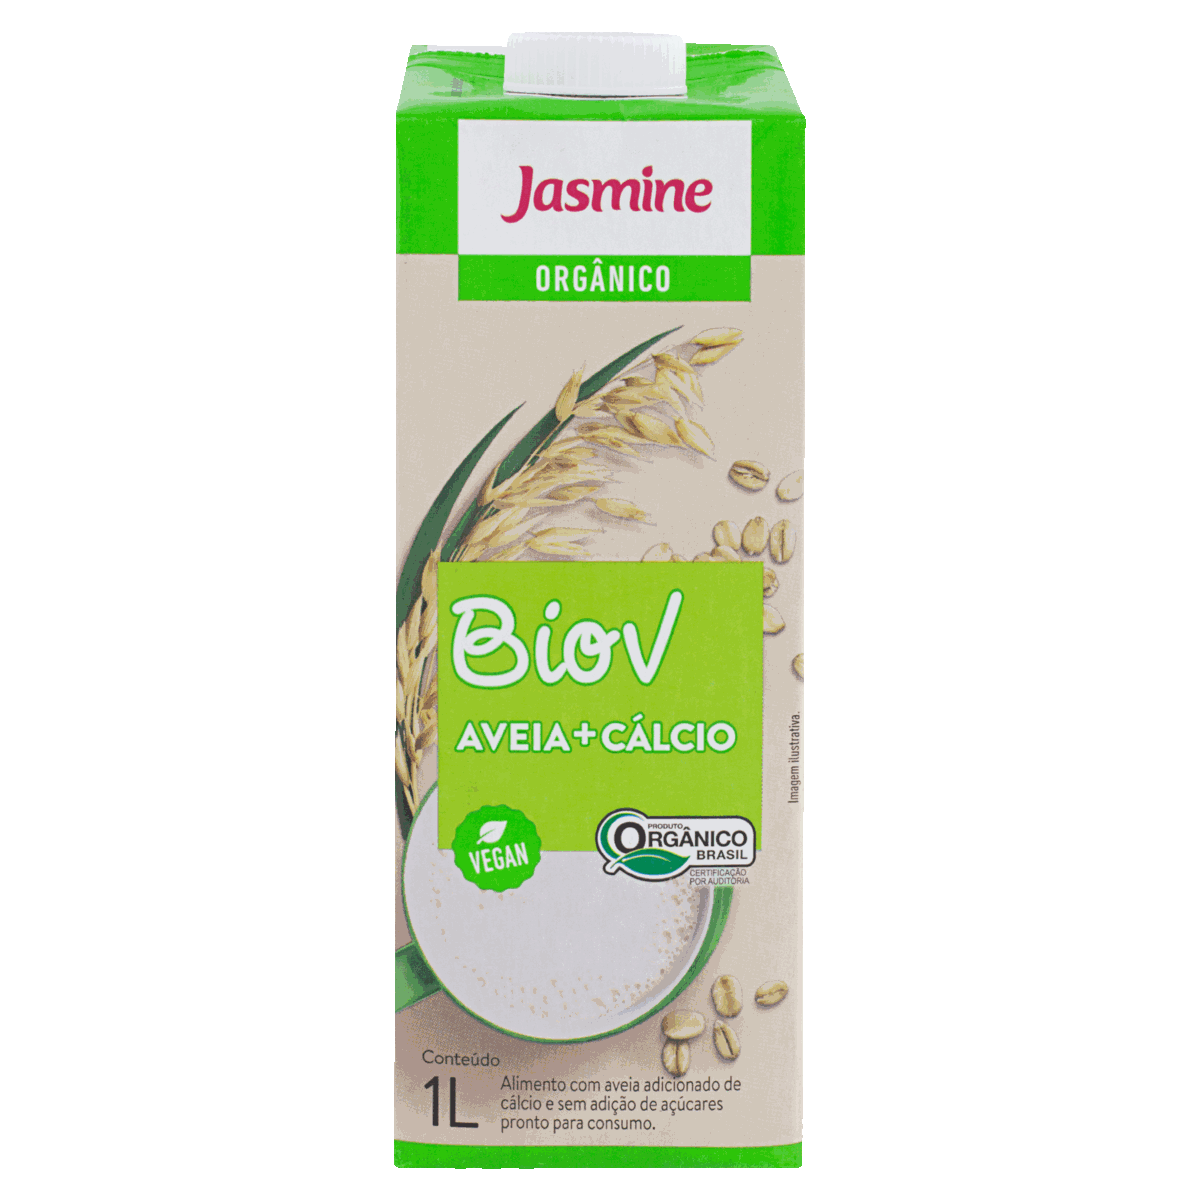 Jasmine
ORGÂNICO
BioV
AVEIA+CÁLCIO
Imagem ilustrativa.
VEGAN
PRODUTO
ORGÂNICO
BRASIL
CERTIFICAÇÃO
POR AUDITORIA
Conteúdo
1L
Alimento com aveia adicionado de
cálcio e sem adição de açúcares
pronto para consumo.